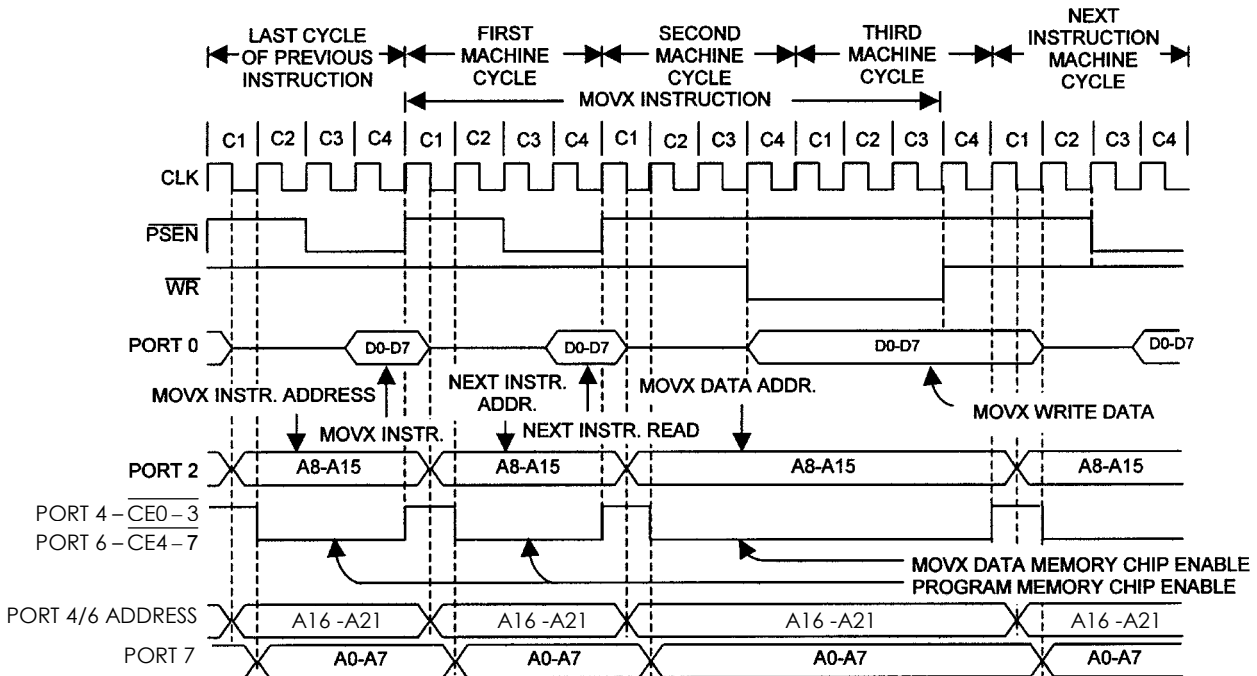 LAST CYCLE OF PREVIOUS INSTRUCTION
FIRST MACHINE CYCLE
SECOND MACHINE CYCLE
THIRD MACHINE CYCLE
NEXT INSTRUCTION MACHINE CYCLE
MOVX INSTRUCTION
C1 C2 C3 C4 C1 C2 C3 C4 C1 C2 C3 C4 C1 C2 C3 C4 C1 C2 C3 C4
CLK
PSEN
WR
PORT 0 D0-D7 D0-D7 D0-D7 D0-D7
MOVX INSTR. ADDRESS
MOVX INSTR.
NEXT INSTR. ADDR.
NEXT INSTR. READ
MOVX DATA ADDR.
MOVX WRITE DATA
PORT 2 A8-A15 A8-A15 A8-A15 A8-A15
PORT 4 – CE0 – 3
PORT 6 – CE4 – 7
MOVX DATA MEMORY CHIP ENABLE
PROGRAM MEMORY CHIP ENABLE
PORT 4/6 ADDRESS A16 -A21 A16 -A21 A16 -A21 A16 -A21
PORT 7 A0-A7 A0-A7 A0-A7 A0-A7